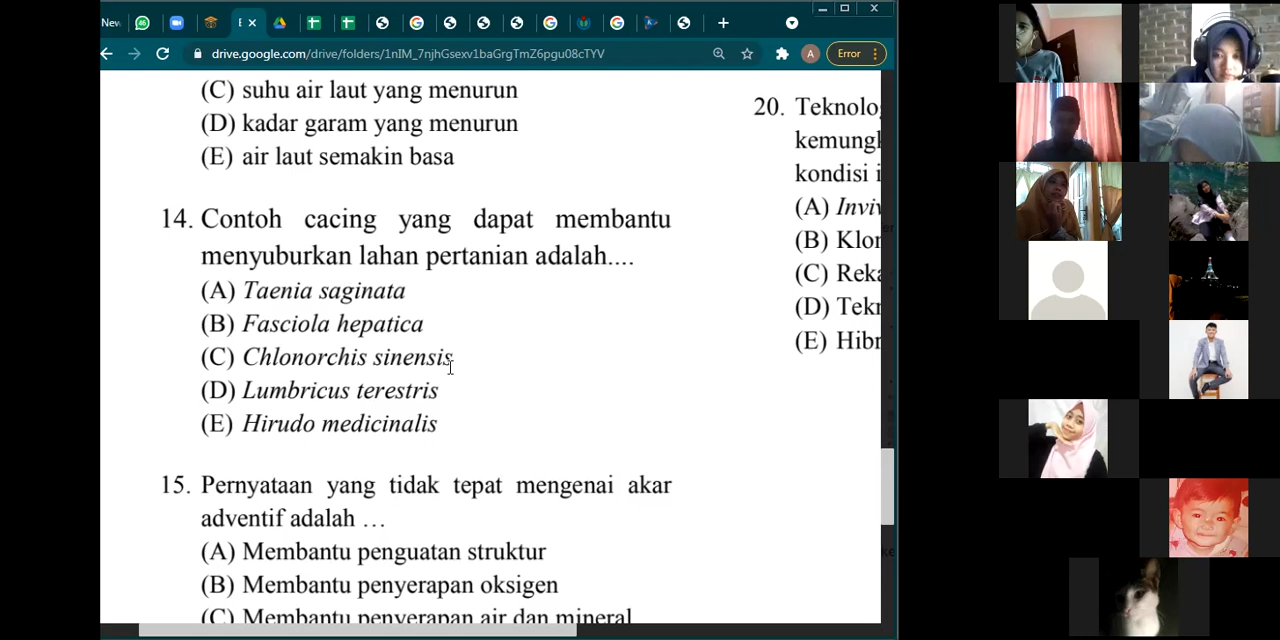 New
46
E
drive.google.com/drive/folders/1nIM_7njhGsexv1baGrgTmZ6pgu08cTYV
A
Error
(C) suhu air laut yang menurun
(D) kadar garam yang menurun
(E) air laut semakin basa
14. Contoh cacing yang dapat membantu
menyuburkan lahan pertanian adalah....
(A) Taenia saginata
(B) Fasciola hepatica
(C) Chlonorchis sinensis
(D) Lumbricus terestris
(E) Hirudo medicinalis
15. Pernyataan yang tidak tepat mengenai akar
adventif adalah …
(A) Membantu penguatan struktur
(B) Membantu penyerapan oksigen
(C) Membantu penyerapan air dan mineral
20. Teknolog
kemungk
kondisi i
(A) Inviv
(B) Klon
(C) Reka
(D) Tekn
(E) Hibr